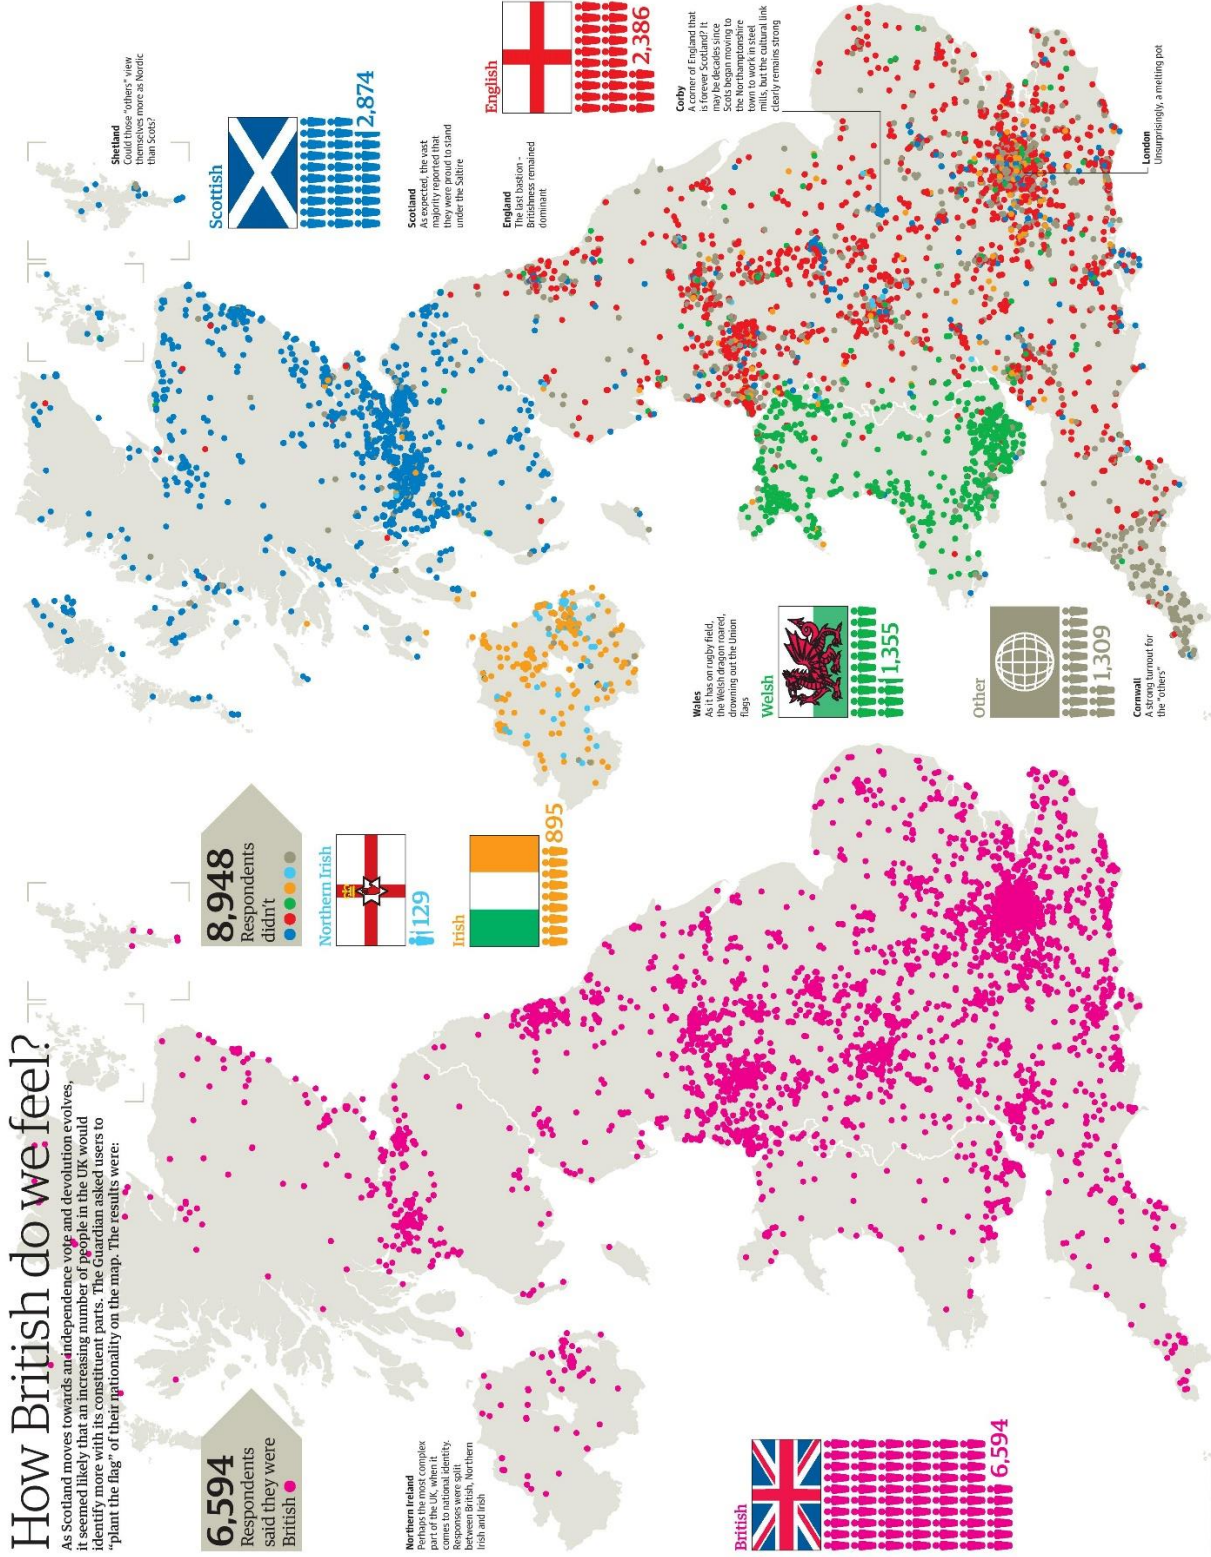 How British do we feel?
As Scotland moves towards an independence vote and devolution evolves,
it seemed likely that an increasing number of people in the UK would
identify more with its constituent parts. The Guardian asked users to
“plant the flag” of their nationality on the map. The results were:
6,594
Respondents
said they were
British
Northern Ireland
Perhaps the most complex
part of the UK, when it
comes to national identity.
Responses were split
between British, Northern
Irish and Irish
British
6,594
8,948
Respondents
didn't
Northern Irish
129
Irish
895
Shetland
Could those “others” view
themselves more as Nordic
than Scots?
Scottish
2,874
Scotland
As expected, the vast
majority reported that
they were proud to stand
under the Saltire
English
2,386
England
The last bastion -
Britishness remained
dominant
Corby
A corner of England that
is forever Scotland? It
may be decades since
Scots began moving to
the Northamptonshire
town to work in steel
mills, but the cultural link
clearly remains strong
London
Unsurprisingly, a melting pot
Wales
As it has on rugby field,
the Welsh dragon roared,
drowning out the Union
flags
Welsh
1,355
Other
1,309
Cornwall
A strong turnout for
the “others”